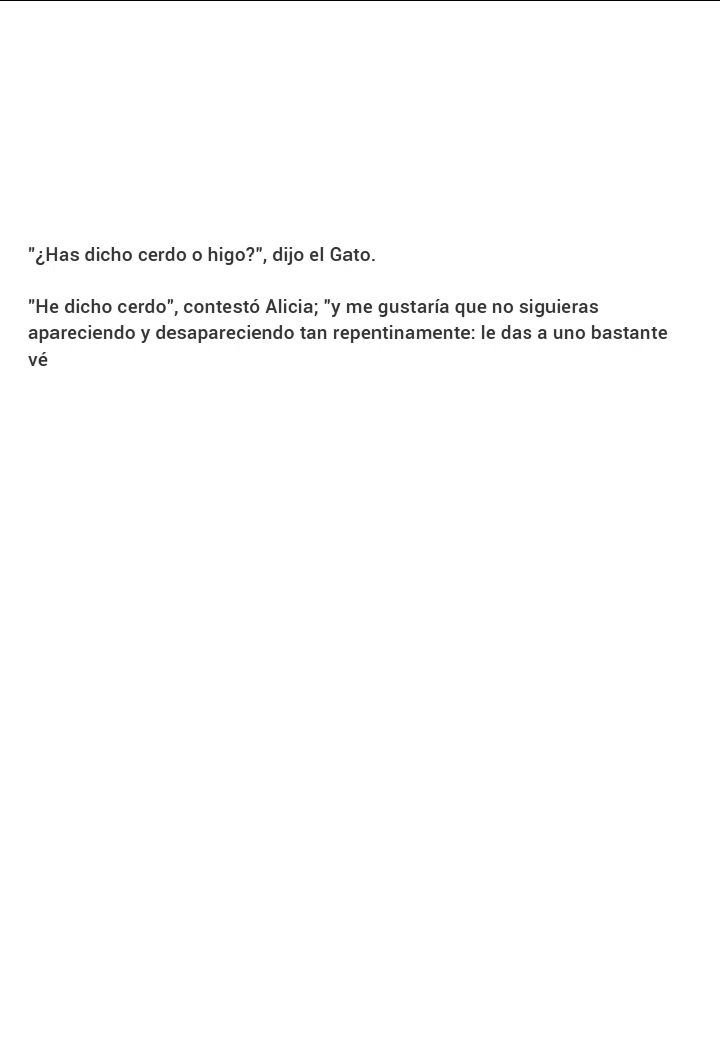 "¿Has dicho cerdo o higo?", dijo el Gato.
"He dicho cerdo", contestó Alicia; "y me gustaría que no siguieras
apareciendo y desapareciendo tan repentinamente: le das a uno bastante
vé